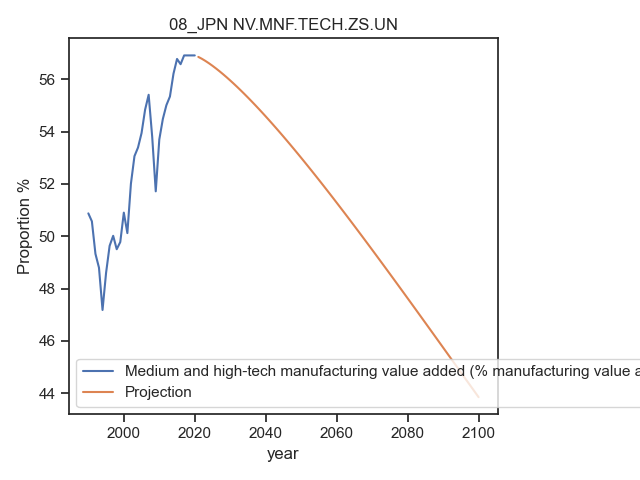 08_JPN NV.MNF.TECH.ZS.UN
Proportion %
56
54
52
50
48
46
44
Medium and high-tech manufacturing value added (% manufacturing value
Projection
2000
2020
2040
2060
2080
2100
year